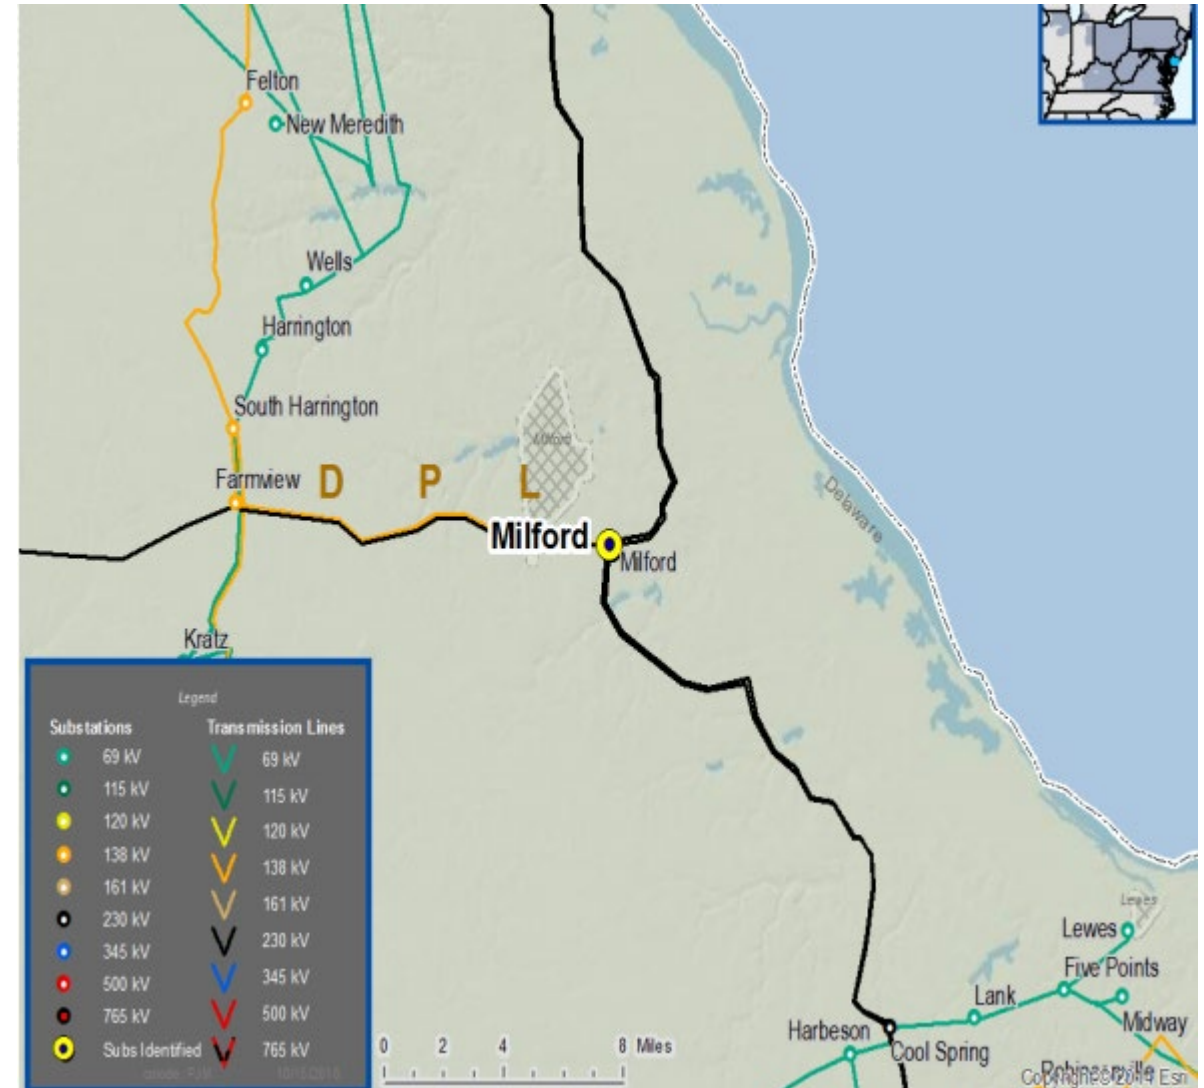 Felton
New Meredith
Wells
Harrington
South Harrington
Milford
Farmview
D P L
Milford
Milford
Delaware
Kratz
Legend
Substations Transmission Lines
69 kV 69 kV
115 kV 115 kV
120 kV 120 kV
138 kV 138 kV
161 kV 161 kV
230 kV 230 kV
345 kV 345 kV
500 kV 500 kV
765 kV 765 kV
Subs Identified
0 2 4 8 Miles
Lewes
Lewes
Five Points
Lank
Midway
Harbeson
Cool Spring
Robinsonville
Esri